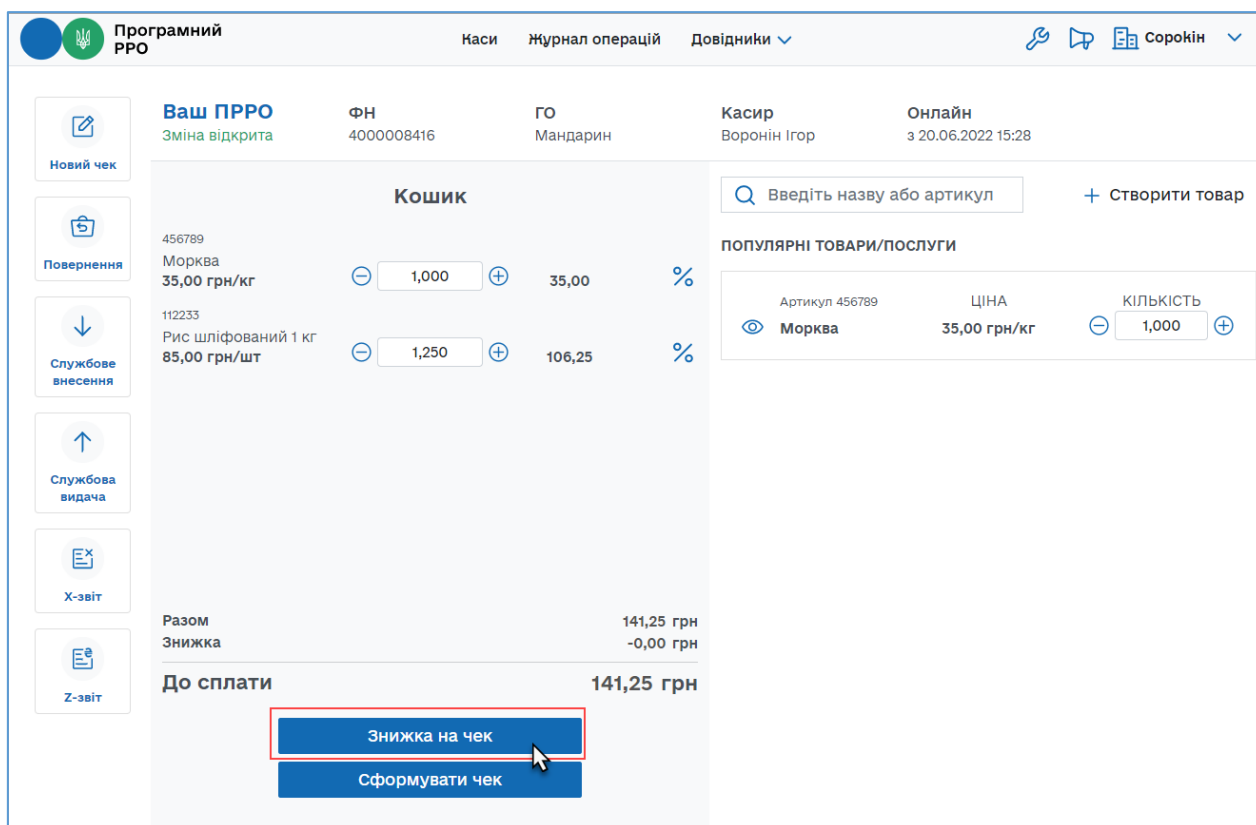 Програмний
РРО
Каси Журнал операцій Довідники
Сорокін
Новий чек
Повернення
Службове
внесення
Службова
видача
X-звіт
Z-звіт
Ваш ПРРО ФН ГО Касир Онлайн
Зміна відкрита 4000008416 Мандарин Воронін Ігор з 20.06.2022 15:28
Кошик
456789
Морква
35,00 грн/кг 1,000 35,00 %
112233
Рис шліфований 1 кг
85,00 грн/шт 1,250 106,25 %
Разом 141,25 грн
Знижка -0,00 грн
До сплати 141,25 грн
Знижка на чек
Сформувати чек
Введіть назву або артикул + Створити товар
ПОПУЛЯРНІ ТОВАРИ/ПОСЛУГИ
Артикул 456789 ЦІНА КІЛЬКІСТЬ
Морква 35,00 грн/кг 1,000